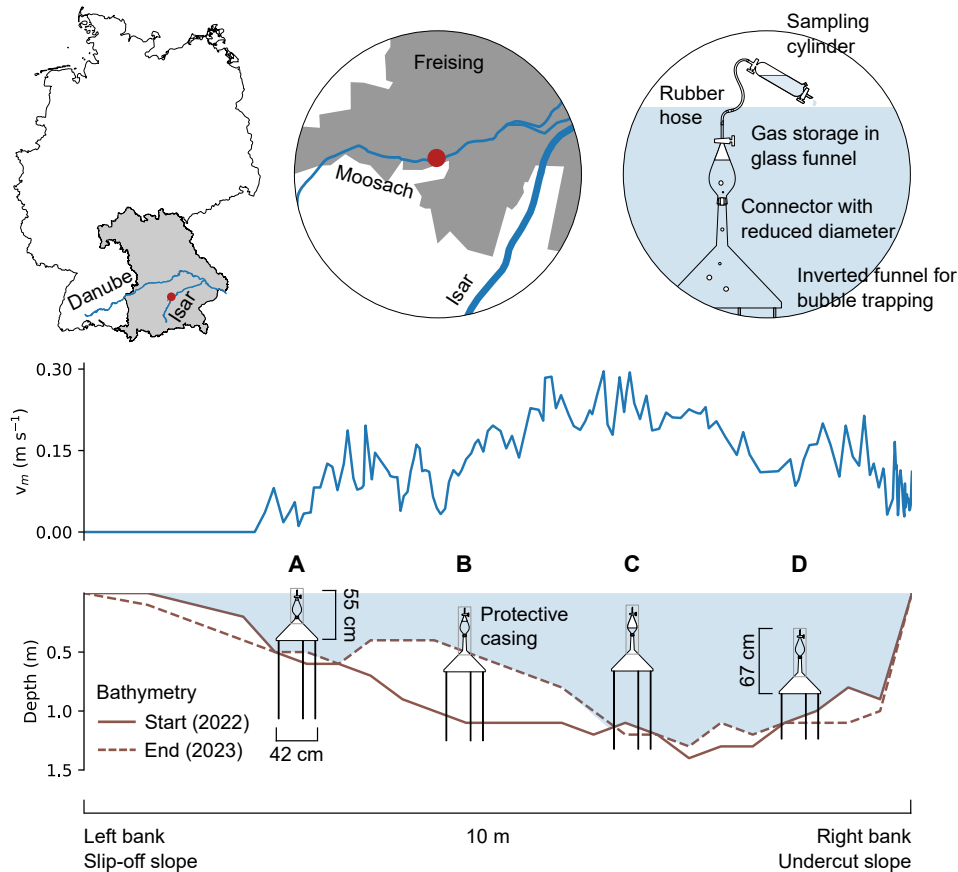 Danube
Isar
Freising
Moosach
Isar
Sampling
cylinder
Rubber
hose
Gas storage in
glass funnel
Connector with
reduced diameter
Inverted funnel for
bubble trapping
0.30
0.15
0.00
vₘ (m s⁻¹)
A
B
C
D
55 cm
Protective
casing
67 cm
42 cm
0.5
1.0
1.5
Depth (m)
Bathymetry
Start (2022)
End (2023)
Left bank
Slip-off slope
10 m
Right bank
Undercut slope